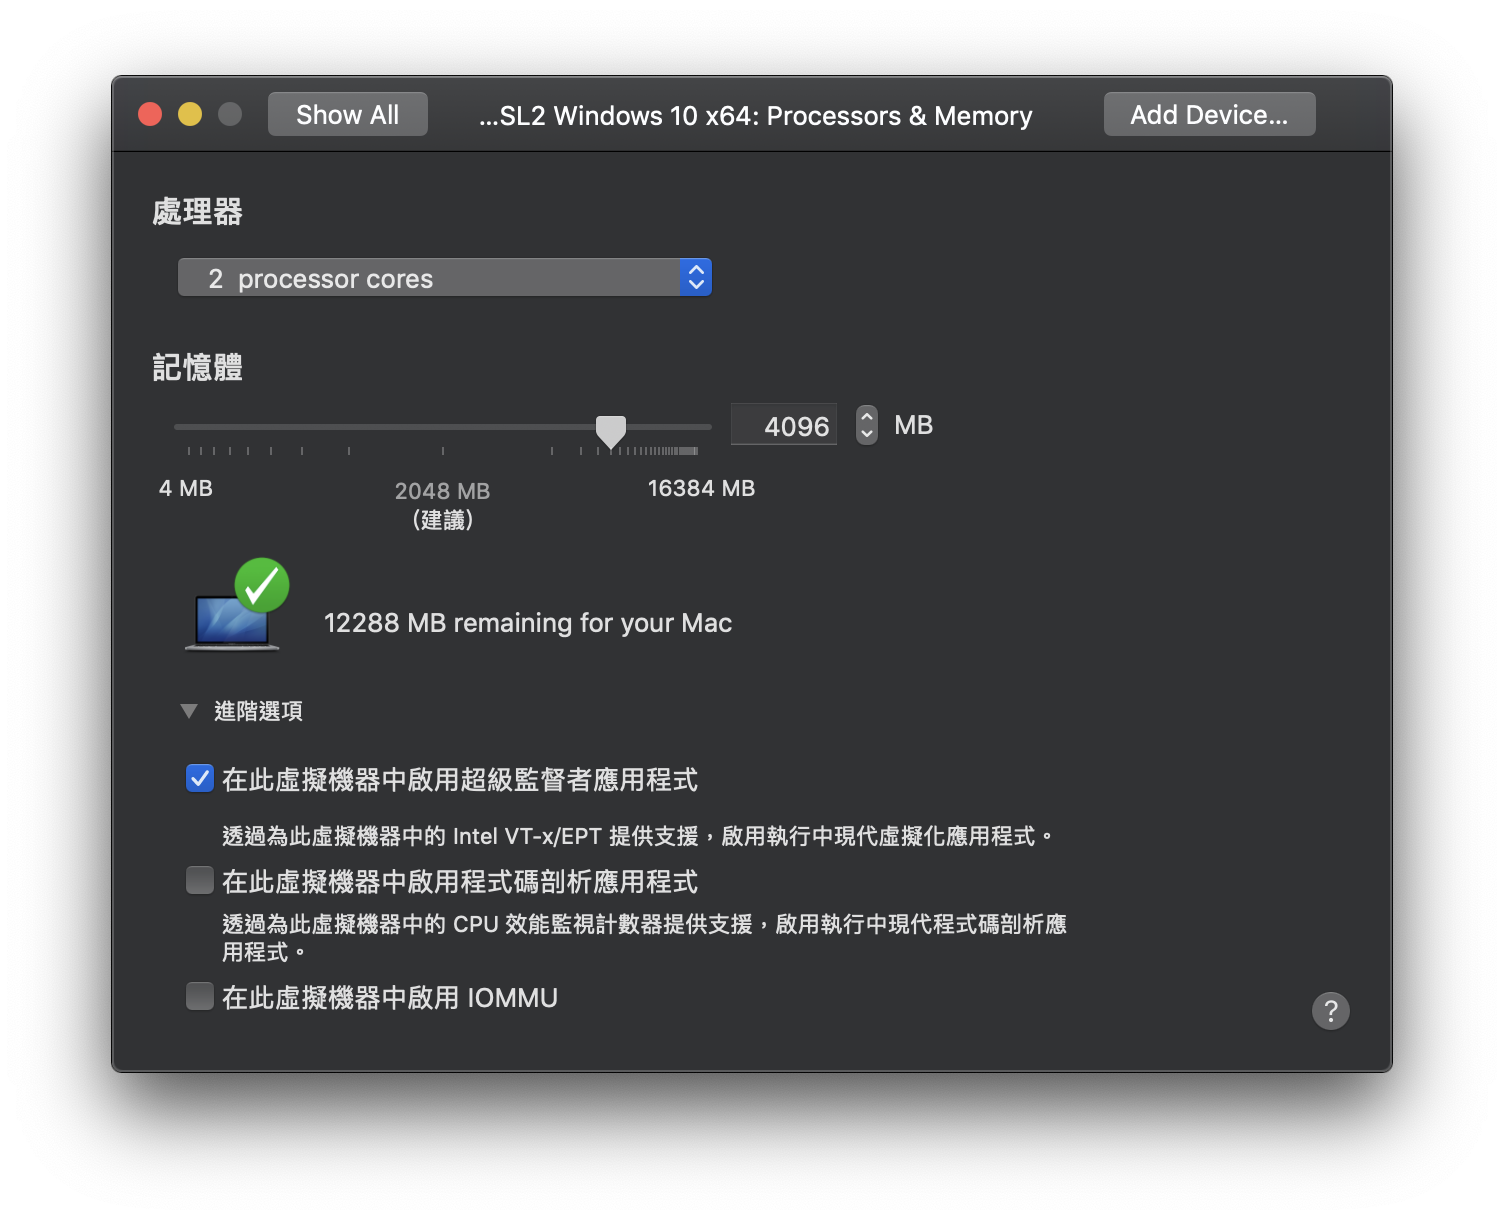 Show All
...SL2 Windows 10 x64: Processors & Memory
Add Device...
處理器
2 processor cores
記憶體
4096
MB
4 MB
2048 MB
(建議)
16384 MB
12288 MB remaining for your Mac
進階選項
在此虛擬機器中啟用超級監督者應用程式
透過為此虛擬機器中的 Intel VT-x/EPT 提供支援，啟用執行中現代虛擬化應用程式。
在此虛擬機器中啟用程式碼剖析應用程式
透過為此虛擬機器中的 CPU 效能監視計數器提供支援，啟用執行中現代程式碼剖析應
用程式。
在此虛擬機器中啟用 IOMMU
?